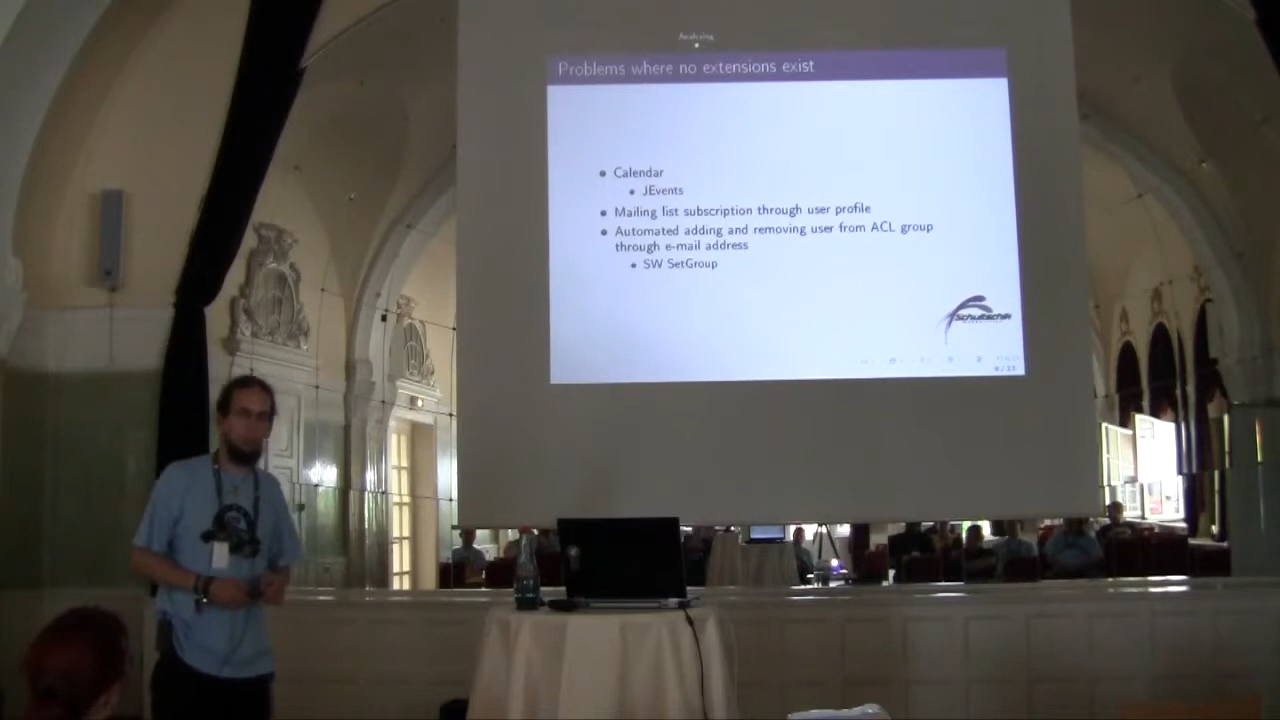 Analysing
Problems where no extensions exist
Calendar
JEvents
Mailing list subscription through user profile
Automated adding and removing user from ACL group
through e-mail address
SW SetGroup